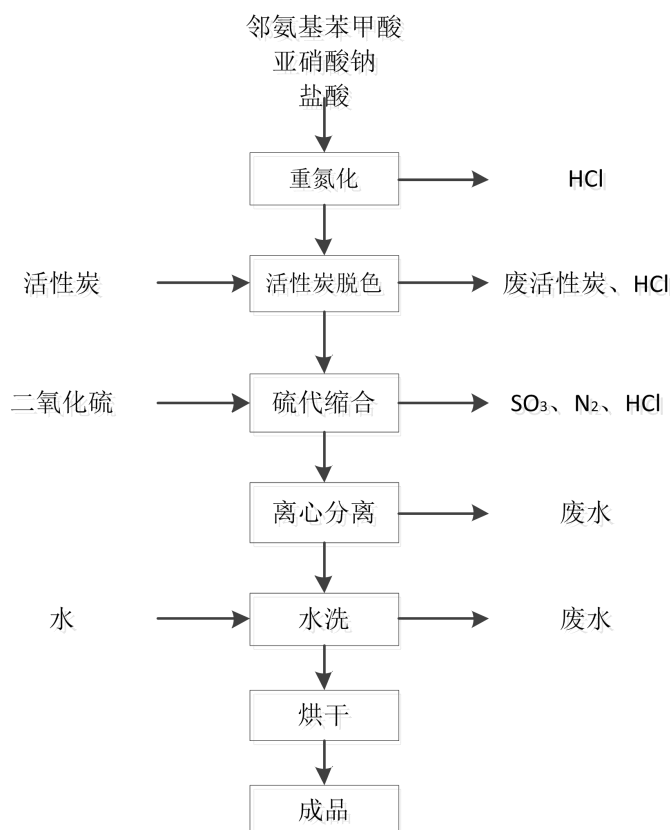 邻氨基苯甲酸
亚硝酸钠
盐酸
重氮化
HCl
活性炭
活性炭脱色
废活性炭、HCl
二氧化硫
硫代缩合
SO₃、N₂、HCl
离心分离
废水
水
水洗
废水
烘干
成品